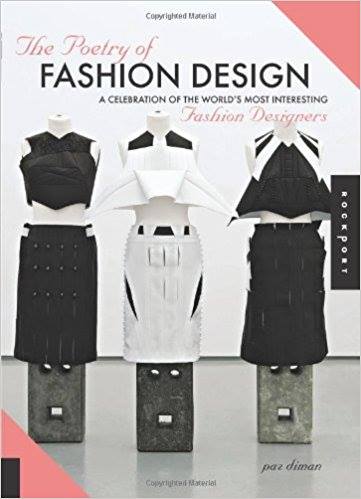 Copyrighted Material
The Poetry of
FASHION DESIGN
A CELEBRATION OF THE WORLD'S MOST INTERESTING
Fashion Designers
ROCKPORT
paz diman
Copyrighted Material